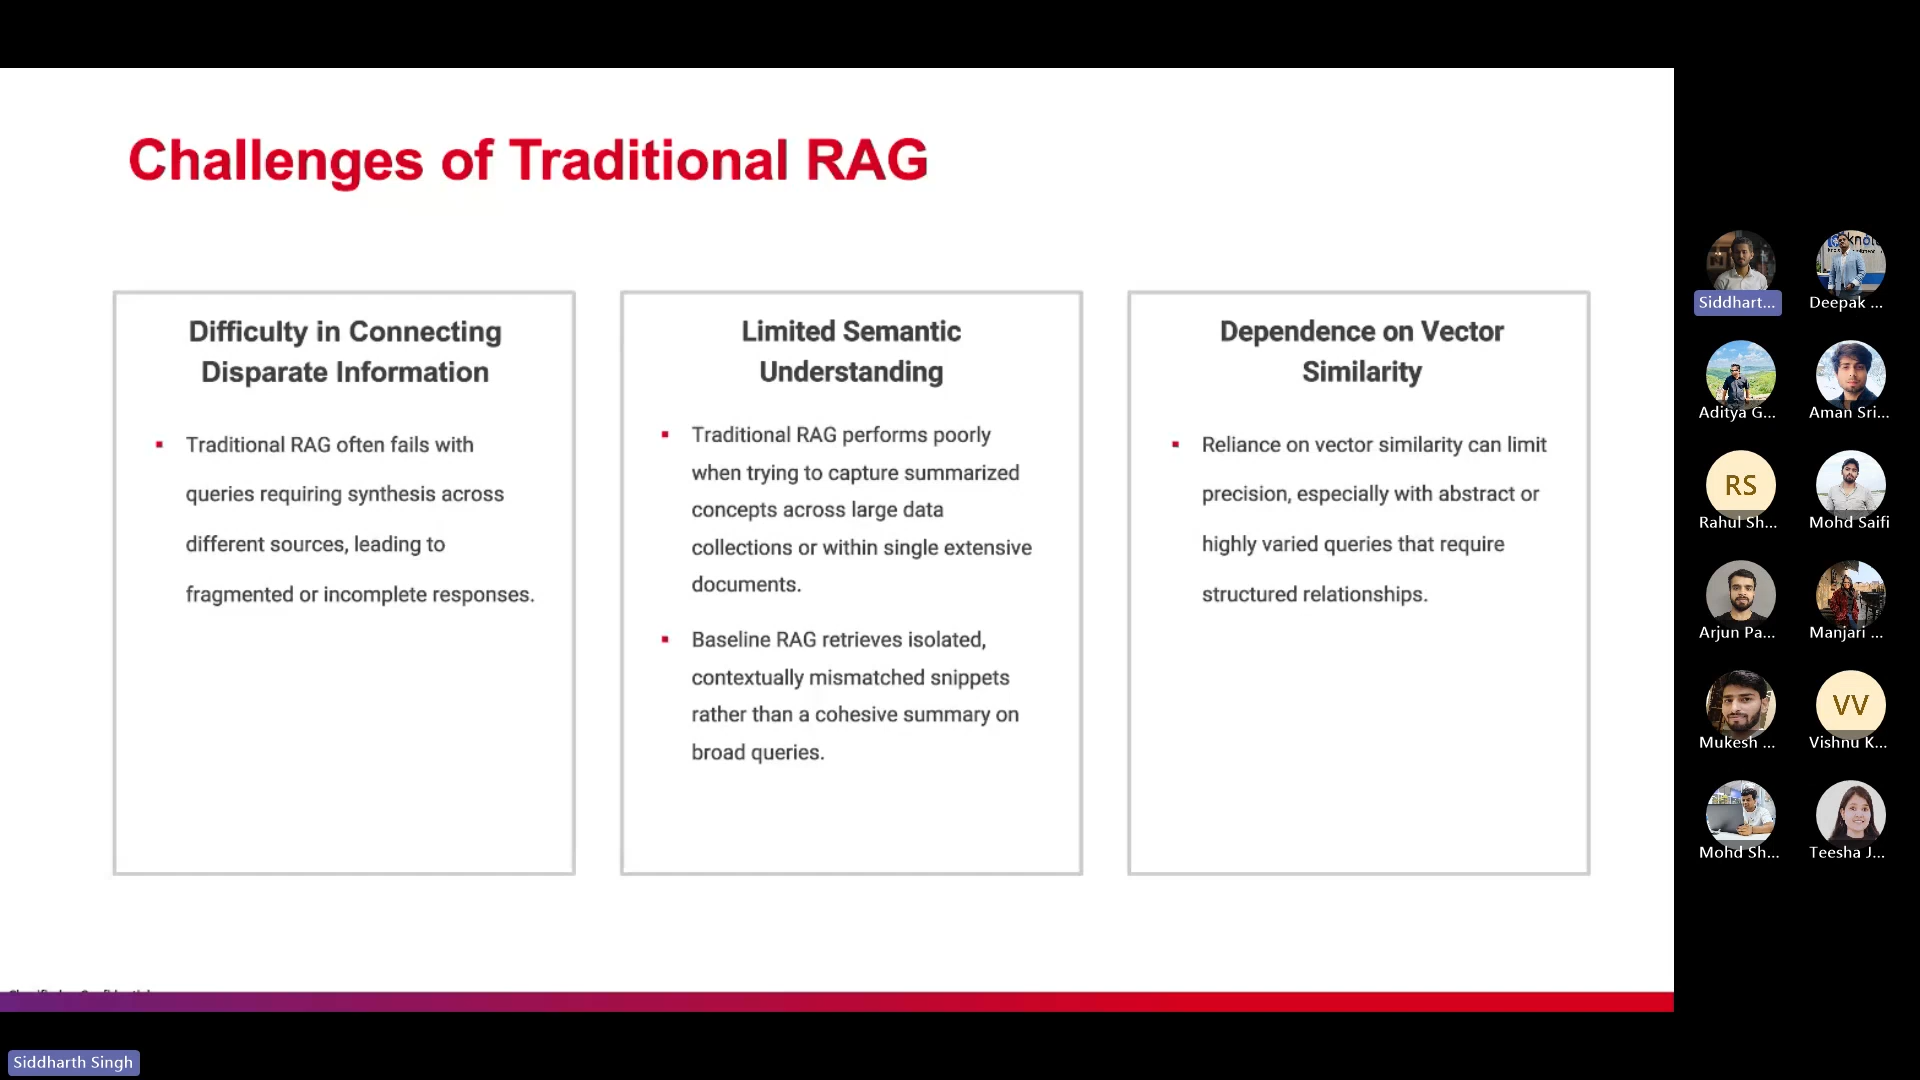 Challenges of Traditional RAG
Difficulty in Connecting
Disparate Information
Traditional RAG often fails with
queries requiring synthesis across
different sources, leading to
fragmented or incomplete responses.
Limited Semantic
Understanding
Traditional RAG performs poorly
when trying to capture summarized
concepts across large data
collections or within single extensive
documents.
Baseline RAG retrieves isolated,
contextually mismatched snippets
rather than a cohesive summary on
broad queries.
Dependence on Vector
Similarity
Reliance on vector similarity can limit
precision, especially with abstract or
highly varied queries that require
structured relationships.
Siddhart...
Deepak ...
Aditya G...
Aman Sri...
RS
Rahul Sh...
Mohd Saifi
Arjun Pa...
Manjari ...
Mukesh ...
VV
Vishnu K...
Mohd Sh...
Teesha J...
Siddharth Singh